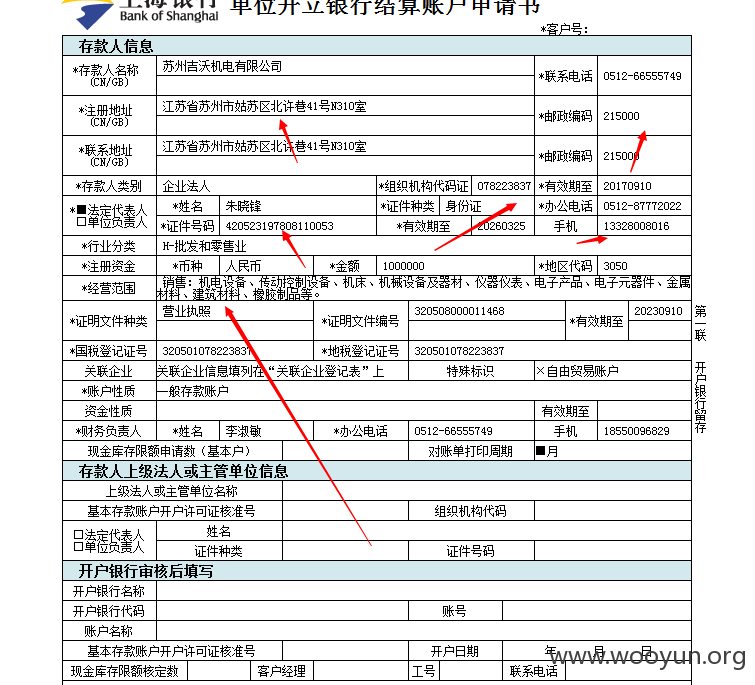 上海银行 单位开立银行结算账户申请书
Bank of Shanghai
*客户号:
存款人信息
*存款人名称 (CN/GB) 苏州吉沃机电有限公司 *联系电话 0512-66555749
*注册地址 (CN/GB) 江苏省苏州市姑苏区北许巷41号N310室 *邮政编码 215000
*联系地址 (CN/GB) 江苏省苏州市姑苏区北许巷41号N310室 *邮政编码 215000
*存款人类别 企业法人 *组织机构代码证 078223837 *有效期至 20170910
*■法定代表人 *姓名 朱晓锋 *证件种类 身份证 *办公电话 0512-87772022
□单位负责人 *证件号码 420523197808110053 *有效期至 20260325 手机 13328008016
*行业分类 H-批发和零售业
*注册资金 *币种 人民币 *金额 1000000 *地区代码 3050
*经营范围 销售：机电设备、传动控制设备、机床、机械设备及器材、仪器仪表、电子产品、电子元器件、金属
材料、建筑材料、橡胶制品等。
*证明文件种类 营业执照 *证明文件编号 320508000011468 *有效期至 20230910
*国税登记证号 320501078223837 *地税登记证号 320501078223837
关联企业 关联企业信息填列在“关联企业登记表”上 特殊标识 ×自由贸易账户
*账户性质 一般存款账户
资金性质 有效期至
*财务负责人 *姓名 李淑敏 *办公电话 0512-66555749 手机 18550096829
现金库存限额申请数（基本户） 对账单打印周期 ■月
存款人上级法人或主管单位信息
上级法人或主管单位名称
基本存款账户开户许可证核准号 组织机构代码
□法定代表人 姓名
□单位负责人 证件种类 证件号码
开户银行审核后填写
开户银行名称
开户银行代码 账号
账户名称
基本存款账户开户许可证核准号 开户日期 年 月 日
现金库存限额核定数 客户经理 工号 联系电话
第一联 开户银行留存
www.wooyun.org